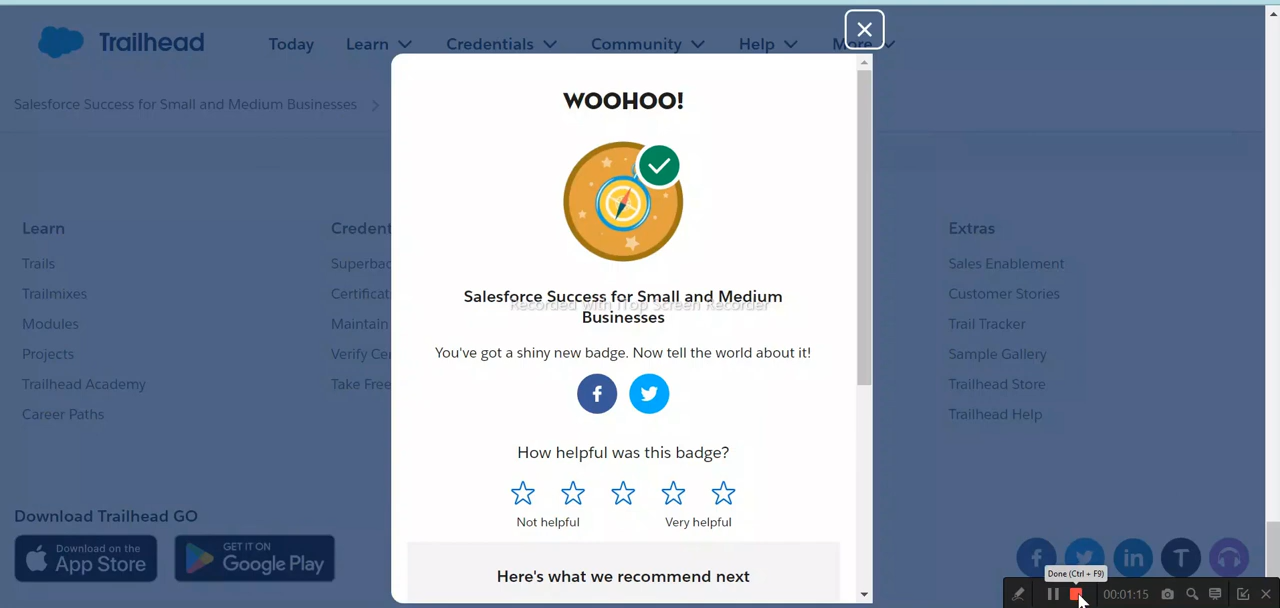 Trailhead
Today Learn Credentials Community Help More
Salesforce Success for Small and Medium Businesses
WOOHOO!
Salesforce Success for Small and Medium
Businesses
Recorded with iTop Screen Recorder
You've got a shiny new badge. Now tell the world about it!
How helpful was this badge?
Not helpful Very helpful
Here's what we recommend next
Learn
Trails
Trailmixes
Modules
Projects
Trailhead Academy
Career Paths
Credent
Superbad
Certificat
Maintain
Verify Cer
Take Free
Extras
Sales Enablement
Customer Stories
Trail Tracker
Sample Gallery
Trailhead Store
Trailhead Help
Download Trailhead GO
Download on the
App Store
GET IT ON
Google Play
Done (Ctrl + F9)
00:01:15